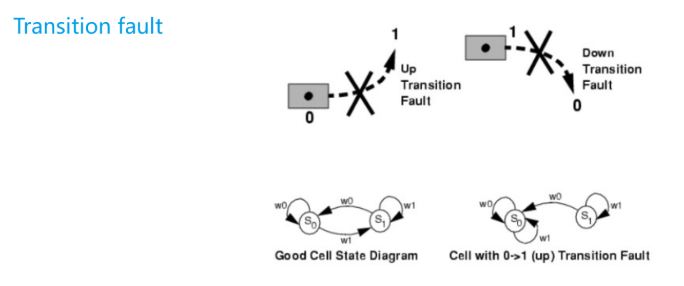 Transition fault
1
Up
Transition
Fault
0
1
Down
Transition
Fault
0
w0
S0
w0
w1
S1
w1
Good Cell State Diagram
w0
S0
w1
w0
S1
w1
Cell with 0->1 (up) Transition Fault